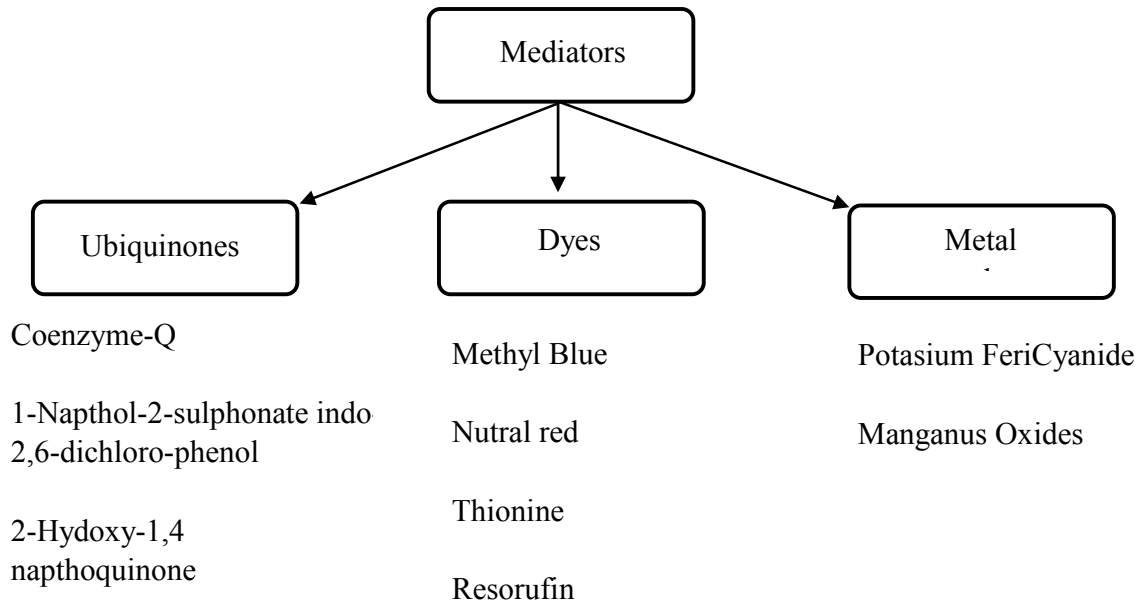 Mediators
Ubiquinones
Dyes
Metal
Coenzyme-Q
1-Napthol-2-sulphonate indo-
2,6-dichloro-phenol
2-Hydoxy-1,4
napthoquinone
Methyl Blue
Nutral red
Thionine
Resorufin
Potasium FeriCyanide
Manganus Oxides